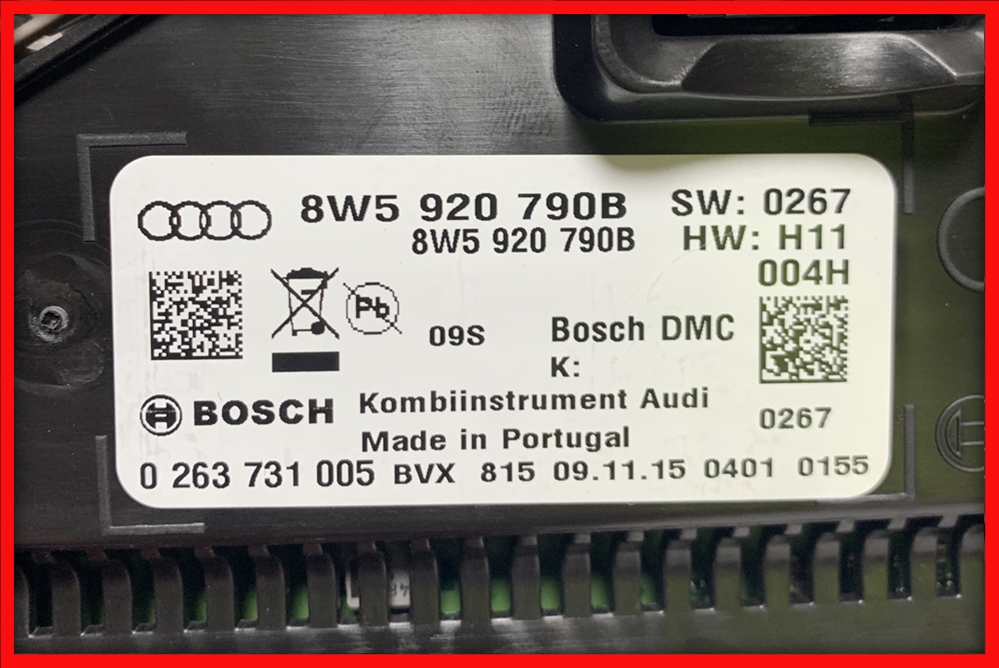 8W5 920 790B SW: 0267
8W5 920 790B HW: H11
004H
Pb
09S Bosch DMC
K:
BOSCH Kombiinstrument Audi
0267
Made in Portugal
0 263 731 005 BVX 815 09.11.15 0401 0155